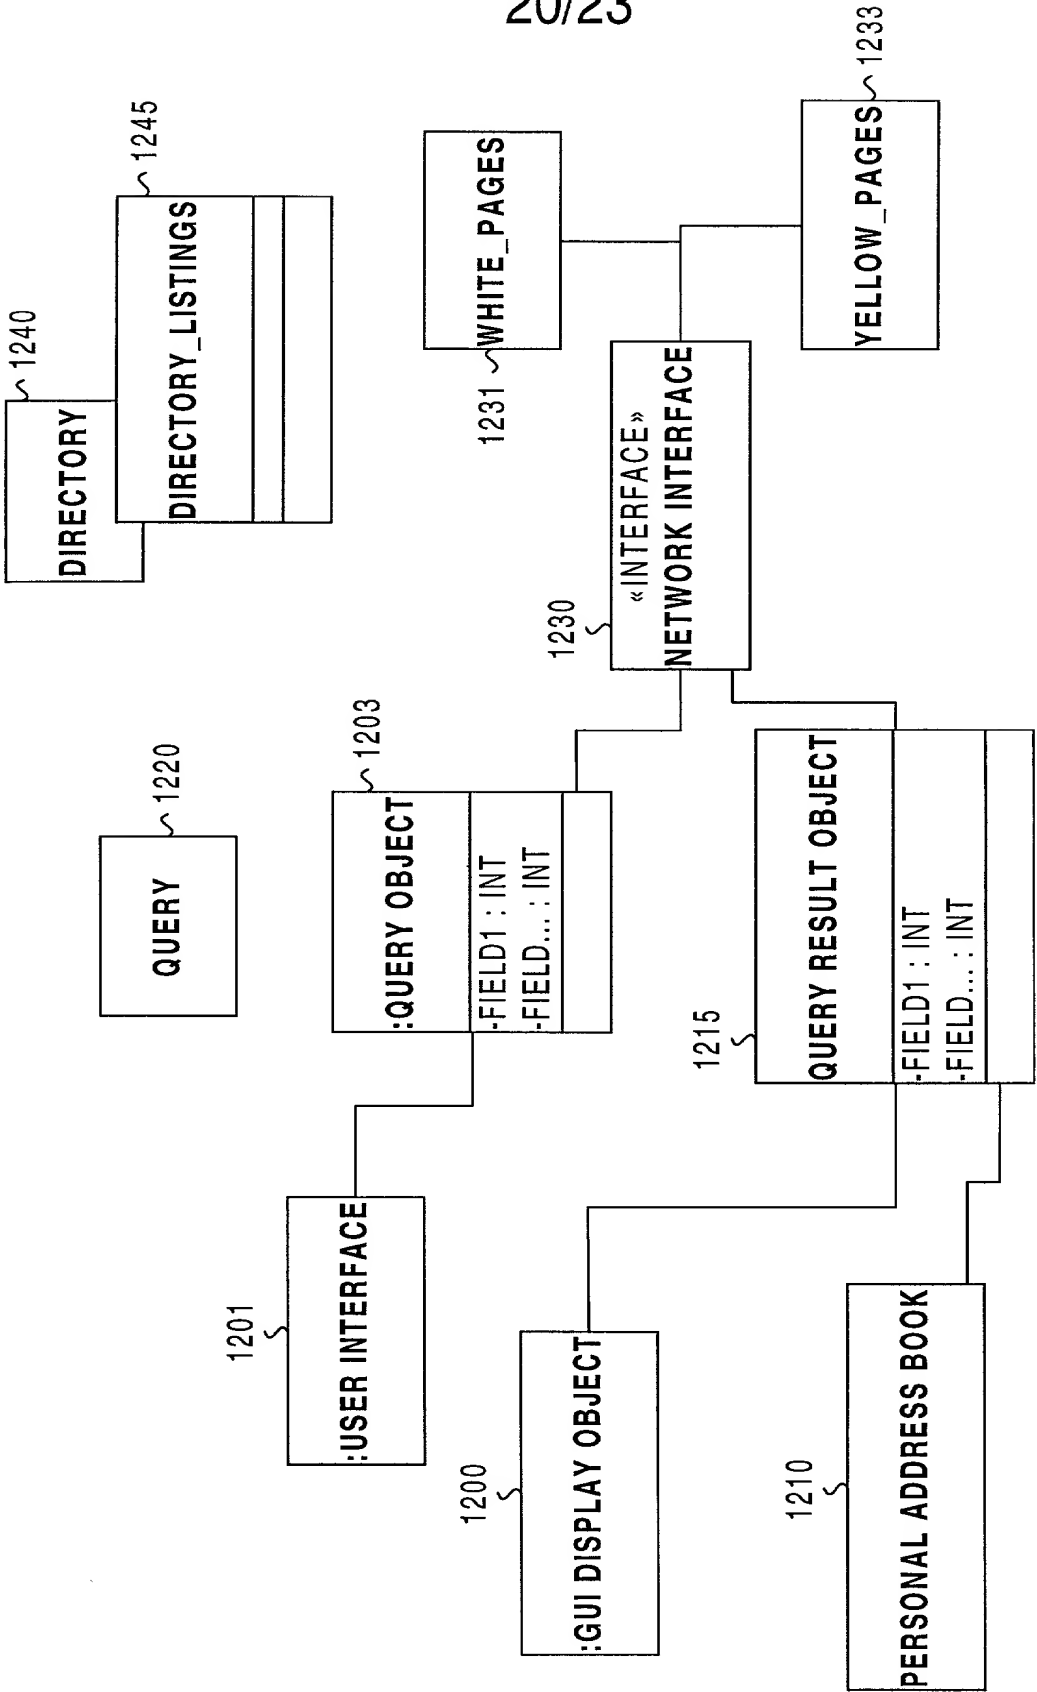 20/23
DIRECTORY
1240
DIRECTORY_LISTINGS
1245
QUERY
1220
:QUERY OBJECT
-FIELD1 : INT
-FIELD... : INT
1203
:USER INTERFACE
1201
WHITE_PAGES
1231
«INTERFACE»
NETWORK INTERFACE
1230
YELLOW_PAGES
1233
:GUI DISPLAY OBJECT
1200
QUERY RESULT OBJECT
-FIELD1 : INT
-FIELD... : INT
1215
PERSONAL ADDRESS BOOK
1210